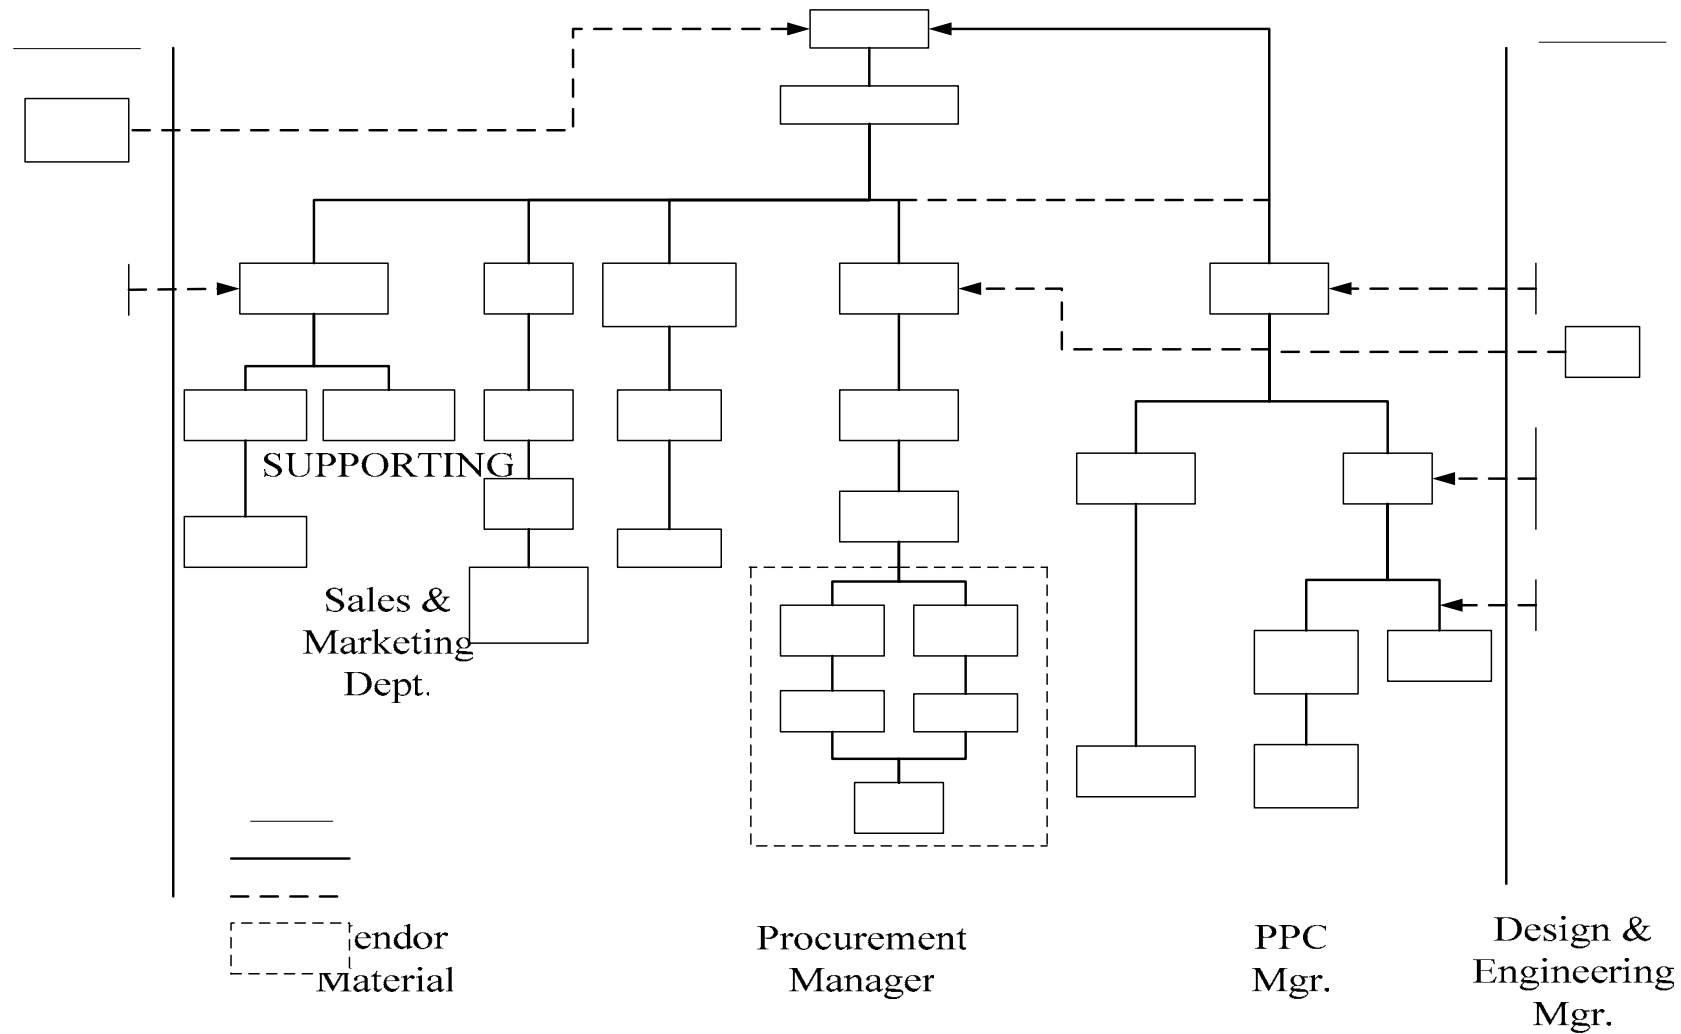 SUPPORTING
Sales &
Marketing
Dept.
endor
Material
Procurement
Manager
PPC
Mgr.
Design &
Engineering
Mgr.